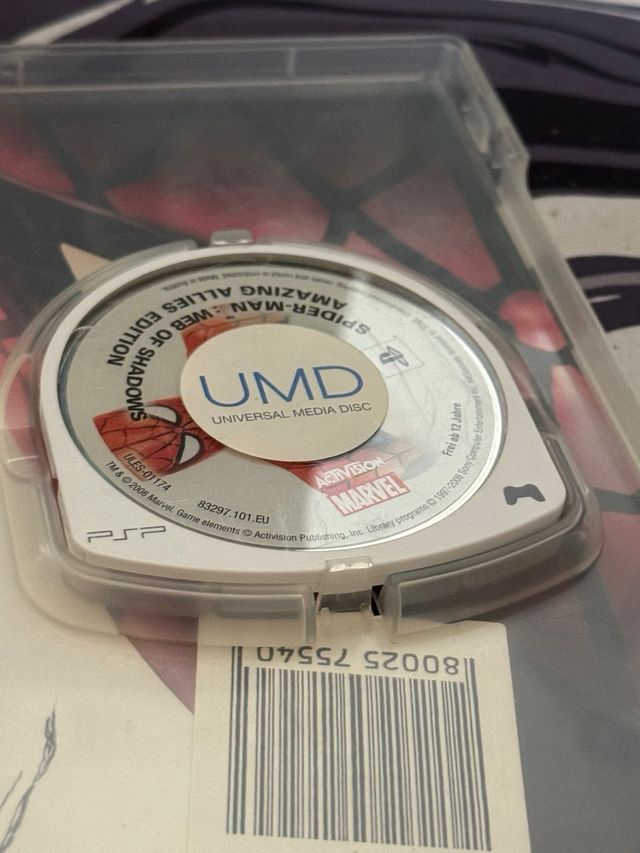 SPIDER-MAN™: WEB OF SHADOWS
AMAZING ALLIES EDITION
UMD
UNIVERSAL MEDIA DISC
ULES-01174
83297.101.EU
ACTIVISION
MARVEL
Frei ab 12 Jahre
TM & © 2008 Marvel. Game elements © Activision Publishing, Inc. Library programs © 1997-2008 Sony Computer Entertainment Inc.
PSP
80025 75540